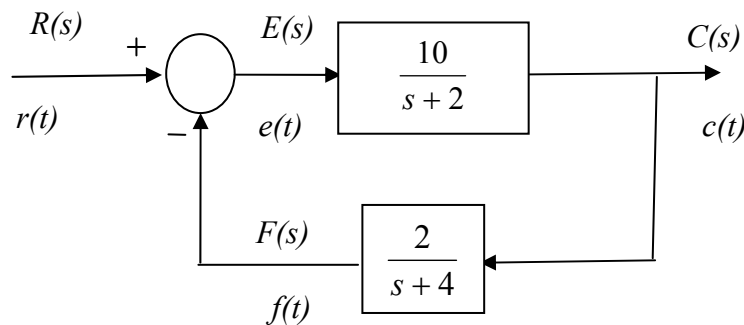 R(s)
+
E(s)
10
s + 2
C(s)
r(t)
−
e(t)
c(t)
F(s)
2
s + 4
f(t)